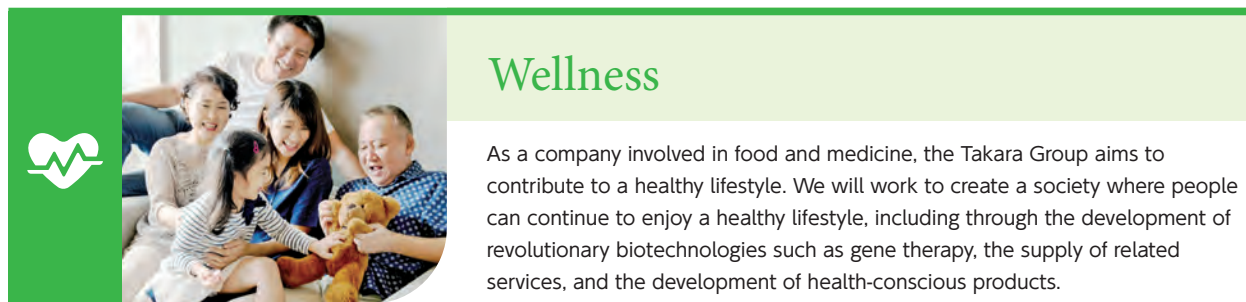 Wellness
As a company involved in food and medicine, the Takara Group aims to
contribute to a healthy lifestyle. We will work to create a society where people
can continue to enjoy a healthy lifestyle, including through the development of
revolutionary biotechnologies such as gene therapy, the supply of related
services, and the development of health-conscious products.